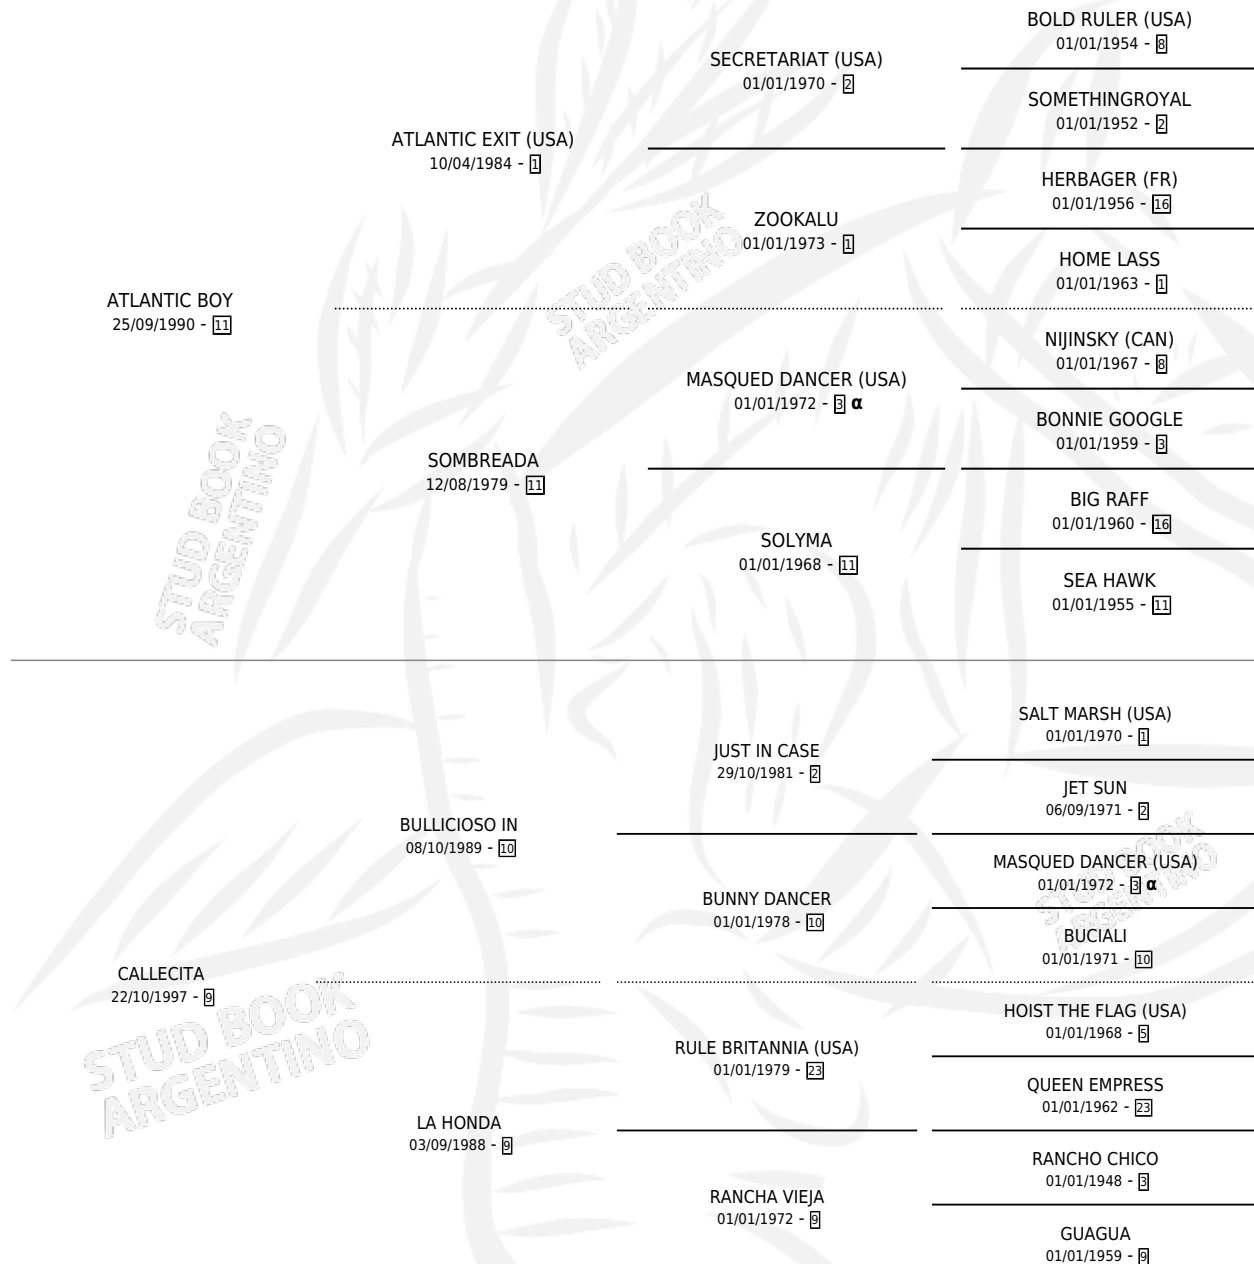 BOLD RULER (USA)
01/01/1954 - 8
SECRETARIAT (USA)
01/01/1970 - 2
SOMETHINGROYAL
01/01/1952 - 2
ATLANTIC EXIT (USA)
10/04/1984 - 1
HERBAGER (FR)
01/01/1956 - 16
ZOOKALU
01/01/1973 - 1
HOME LASS
01/01/1963 - 1
ATLANTIC BOY
25/09/1990 - 11
NIJINSKY (CAN)
01/01/1967 - 8
MASQUED DANCER (USA)
01/01/1972 - 3 α
BONNIE GOOGLE
01/01/1959 - 3
SOMBREADA
12/08/1979 - 11
BIG RAFF
01/01/1960 - 16
SOLYMA
01/01/1968 - 11
SEA HAWK
01/01/1955 - 11
SALT MARSH (USA)
01/01/1970 - 1
JUST IN CASE
29/10/1981 - 2
JET SUN
06/09/1971 - 2
BULLICIOSO IN
08/10/1989 - 10
MASQUED DANCER (USA)
01/01/1972 - 3 α
BUNNY DANCER
01/01/1978 - 10
BUCIALI
01/01/1971 - 10
CALLECITA
22/10/1997 - 9
HOIST THE FLAG (USA)
01/01/1968 - 5
RULE BRITANNIA (USA)
01/01/1979 - 23
QUEEN EMPRESS
01/01/1962 - 23
LA HONDA
03/09/1988 - 9
RANCHO CHICO
01/01/1948 - 3
RANCHA VIEJA
01/01/1972 - 9
GUAGUA
01/01/1959 - 9
STUD BOOK
ARGENTINO
STUD BOOK
ARGENTINO
STUD BOOK
ARGENTINO
STUD BOOK
ARGENTINO